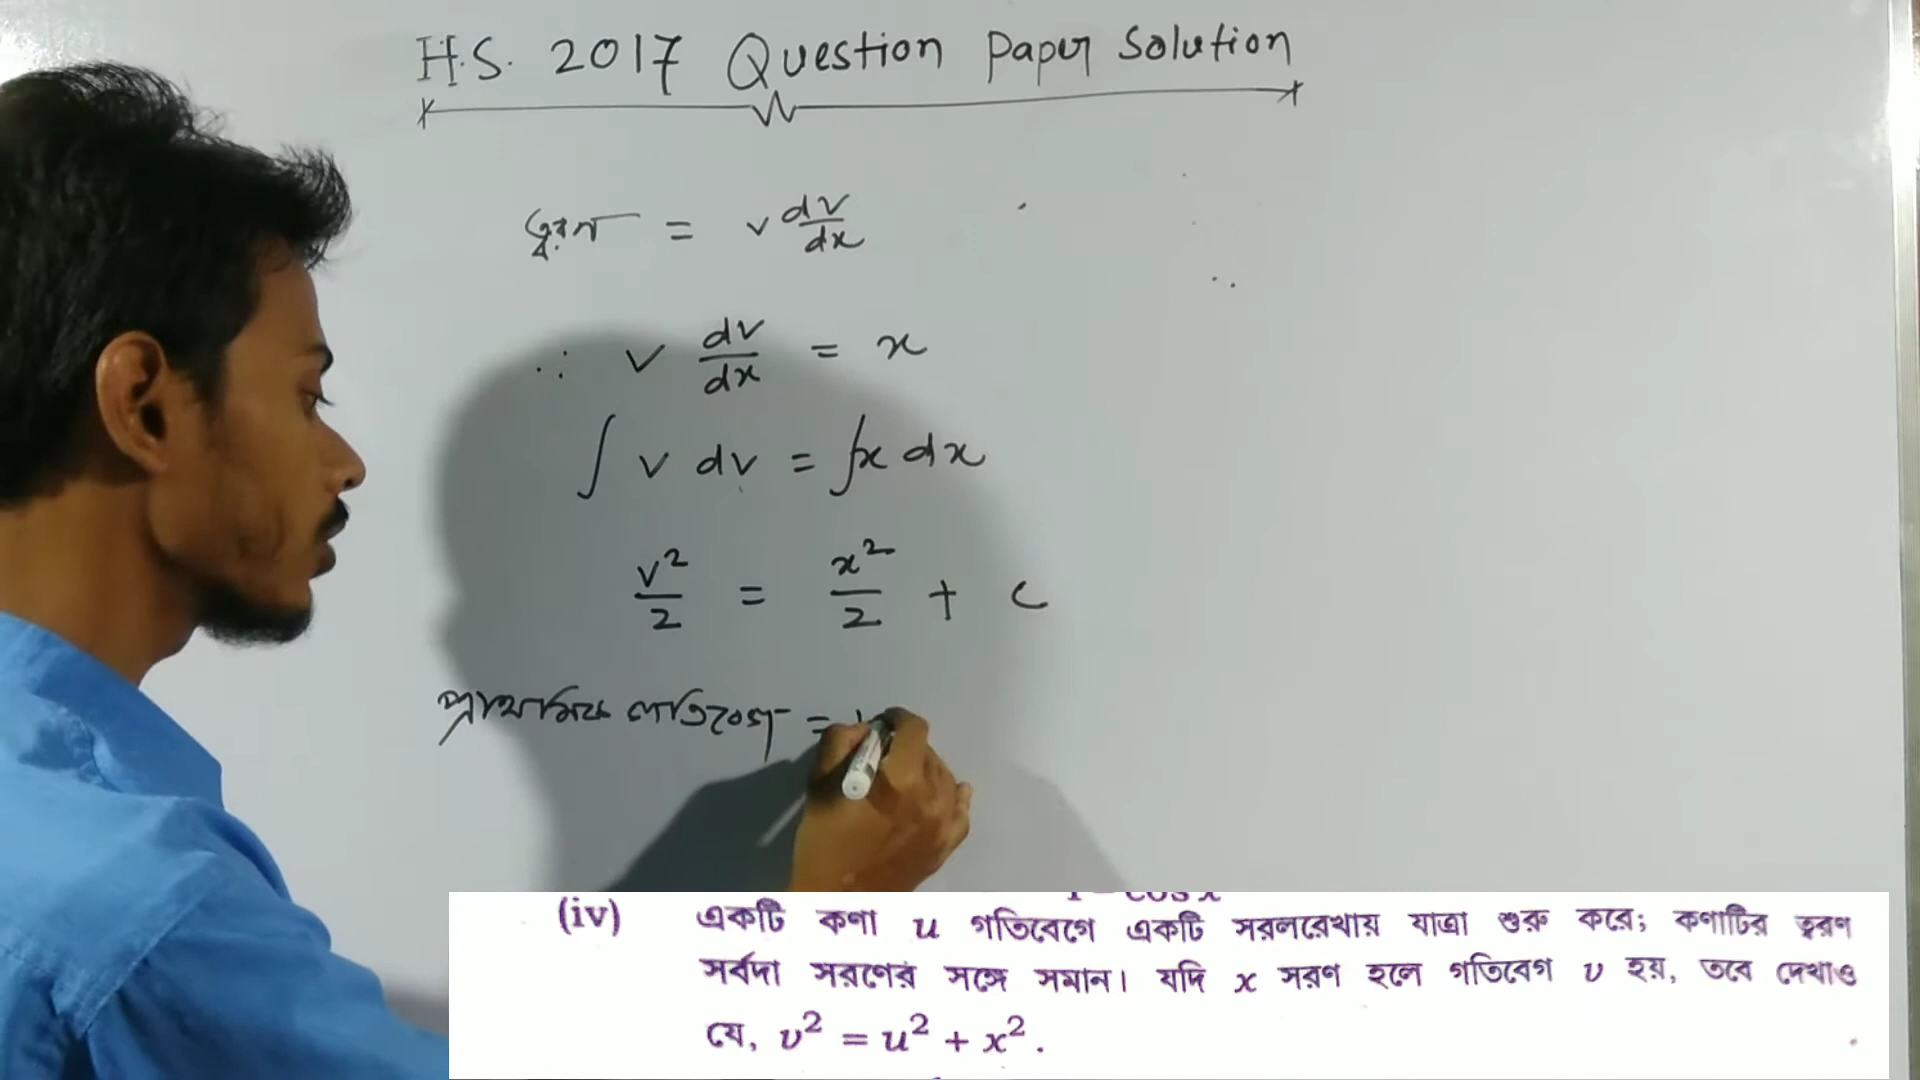 H.S. 2017 Question Paper Solution
ত্বরণ = v dv/dx
∴ v dv/dx = x
∫ v dv = ∫x dx
v²/2 = x²/2 + c
প্রাথমিক গতিবেগ =
(iv) একটি কণা u গতিবেগে একটি সরলরেখায় যাত্রা শুরু করে; কণাটির ত্বরণ
সর্বদা সরণের সঙ্গে সমান। যদি x সরণ হলে গতিবেগ v হয়, তবে দেখাও
যে, v² = u² + x².